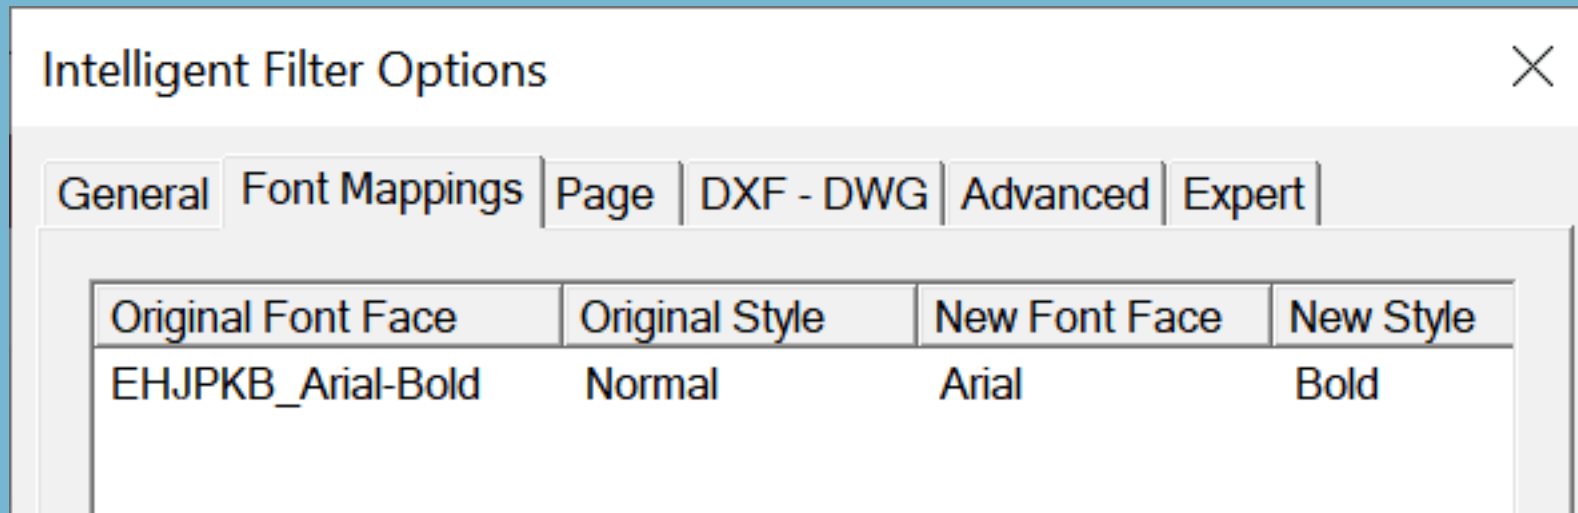 Intelligent Filter Options
General Font Mappings Page DXF - DWG Advanced Expert
Original Font Face Original Style New Font Face New Style
EHJPKB_Arial-Bold Normal Arial Bold